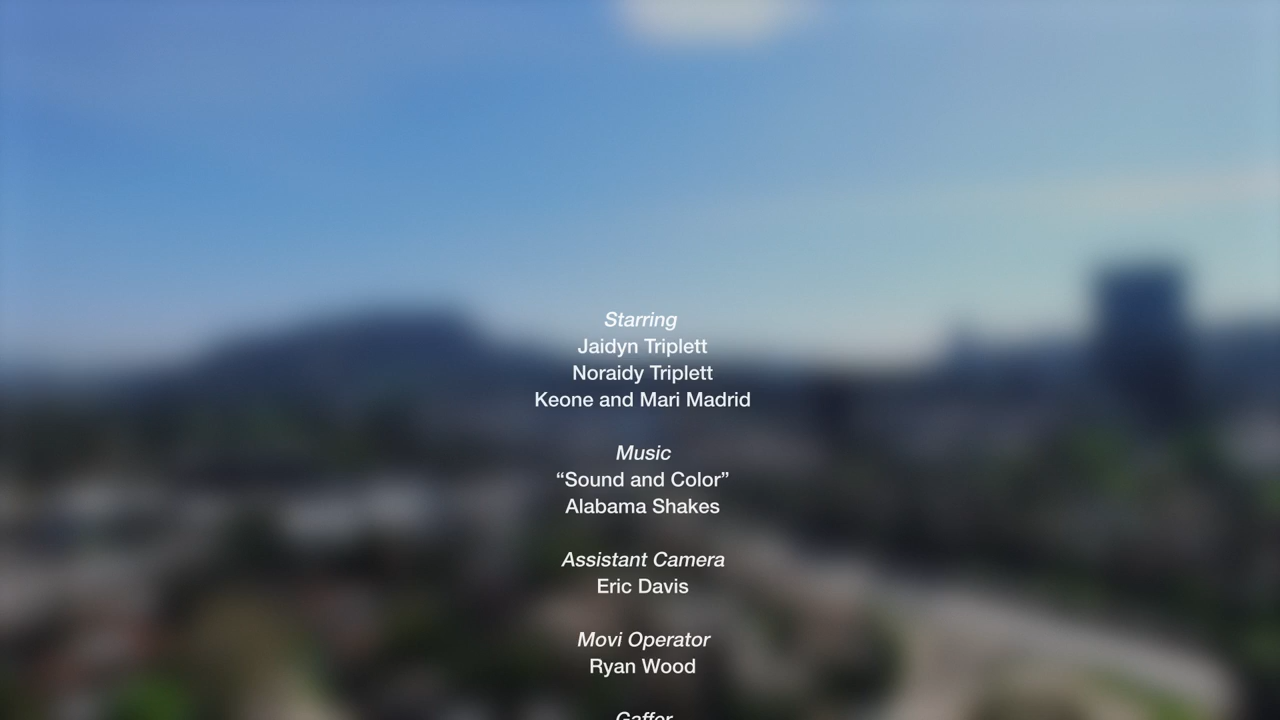 Starring
Jaidyn Triplett
Noraidy Triplett
Keone and Mari Madrid
Music
“Sound and Color”
Alabama Shakes
Assistant Camera
Eric Davis
Movi Operator
Ryan Wood
Gaffer